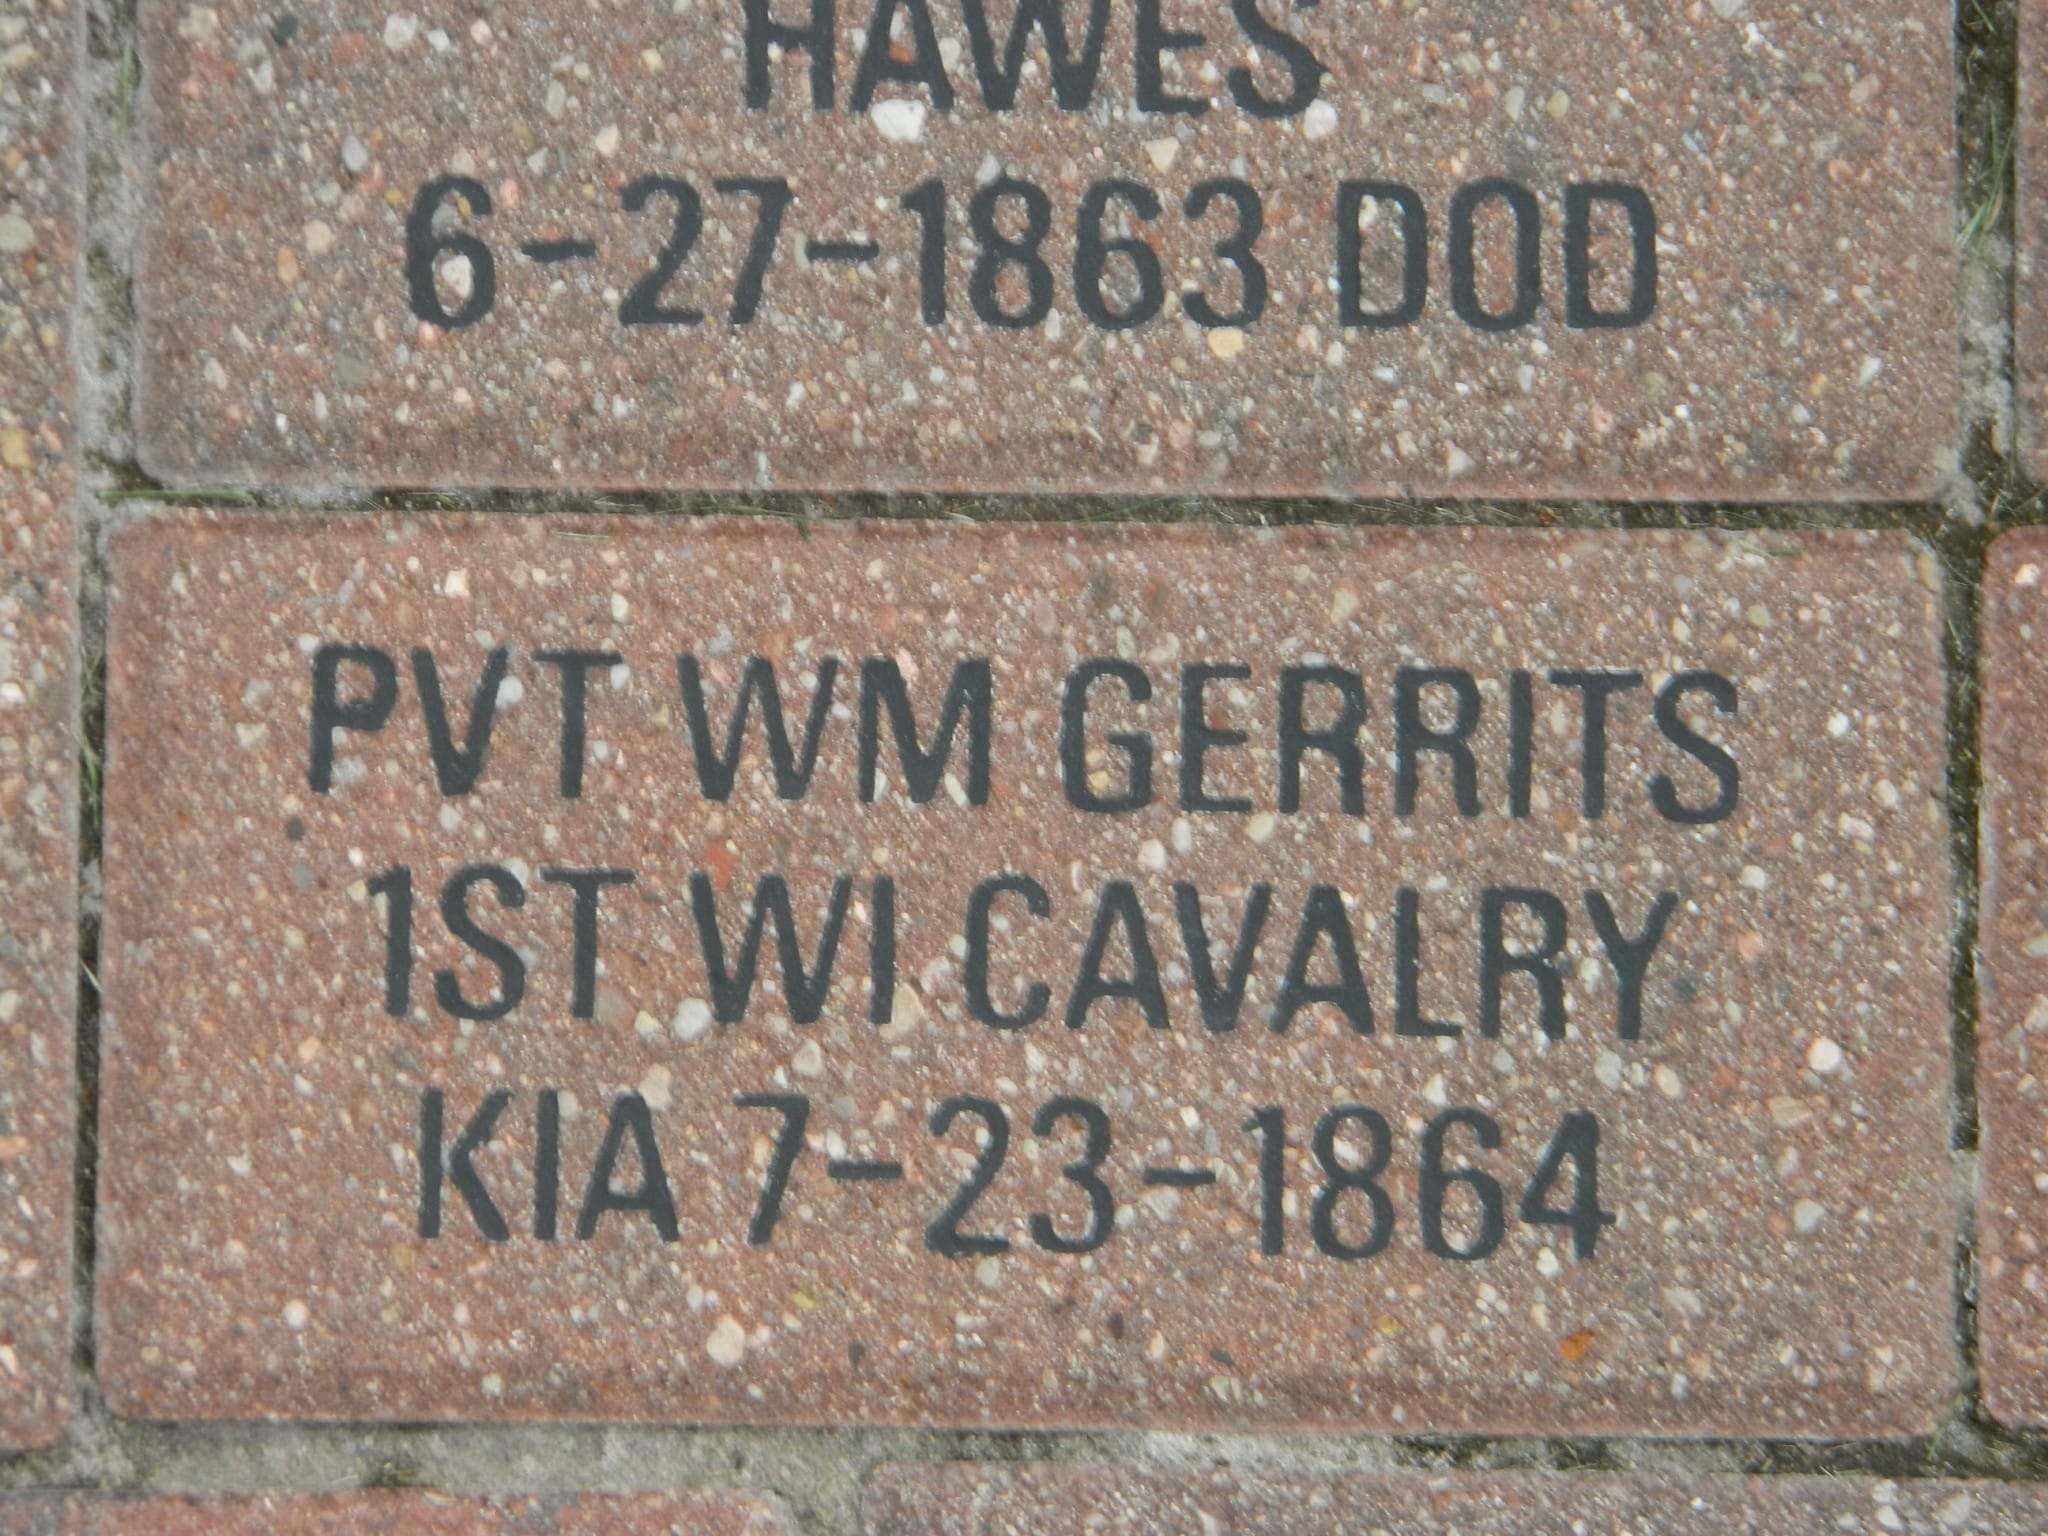 HAWES
6-27-1863 DOD
PVT WM GERRITS
1ST WI CAVALRY
KIA 7-23-1864